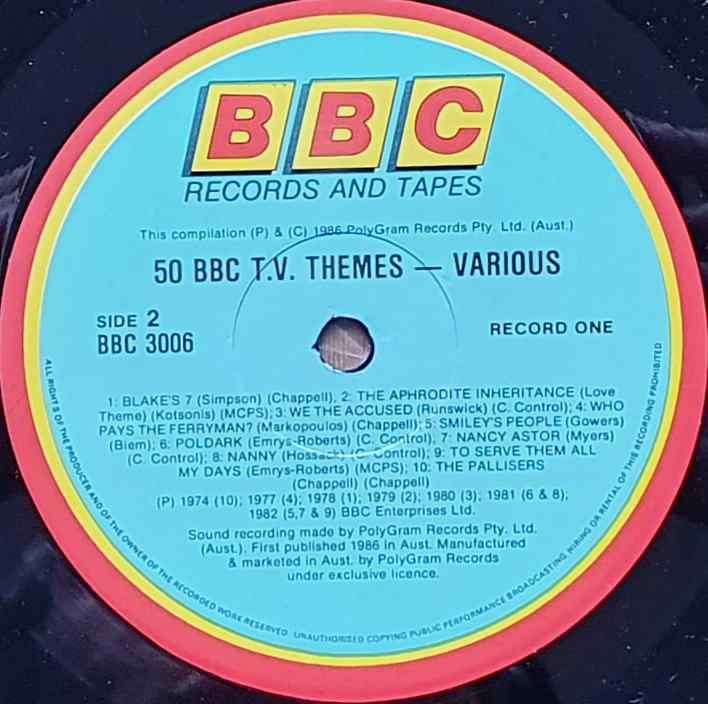 BBC
RECORDS AND TAPES
This compilation (P) & (C) 1986 PolyGram Records Pty. Ltd. (Aust.)
50 BBC T.V. THEMES — VARIOUS
SIDE 2
BBC 3006
RECORD ONE
1: BLAKE'S 7 (Simpson) (Chappell), 2: THE APHRODITE INHERITANCE (Love
Theme) (Kotsonis) (MCPS); 3: WE THE ACCUSED (Runswick) (C. Control); 4: WHO
PAYS THE FERRYMAN? (Markopoulos) (Chappell); 5: SMILEY'S PEOPLE (Gowers)
(Biem); 6: POLDARK (Emrys-Roberts) (C. Control), 7: NANCY ASTOR (Myers)
(C. Control); 8: NANNY (Hossack) (C. Control); 9: TO SERVE THEM ALL
MY DAYS (Emrys-Roberts) (MCPS); 10: THE PALLISERS
(Chappell) (Chappell)
(P) 1974 (10); 1977 (4); 1978 (1); 1979 (2); 1980 (3), 1981 (6 & 8);
1982 (5,7 & 9) BBC Enterprises Ltd.
Sound recording made by PolyGram Records Pty. Ltd.
(Aust.). First published 1986 in Aust. Manufactured
& marketed in Aust. by PolyGram Records
under exclusive licence.
ALL RIGHTS OF THE PRODUCER AND OF THE OWNER OF THE RECORDED WORK RESERVED. UNAUTHORISED COPYING PUBLIC PERFORMANCE BROADCASTING, HIRING OR RENTAL OF THIS RECORDING PROHIBITED